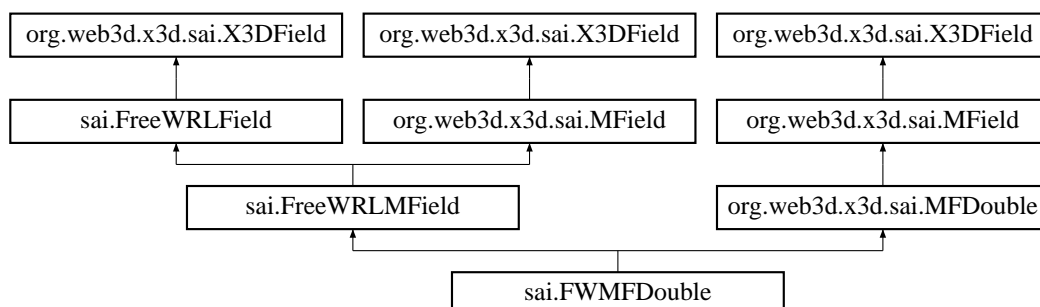 org.web3d.x3d.sai.X3DField
org.web3d.x3d.sai.X3DField
org.web3d.x3d.sai.X3DField
sai.FreeWRLField
org.web3d.x3d.sai.MField
org.web3d.x3d.sai.MField
sai.FreeWRLMField
org.web3d.x3d.sai.MFDouble
sai.FWMFDouble